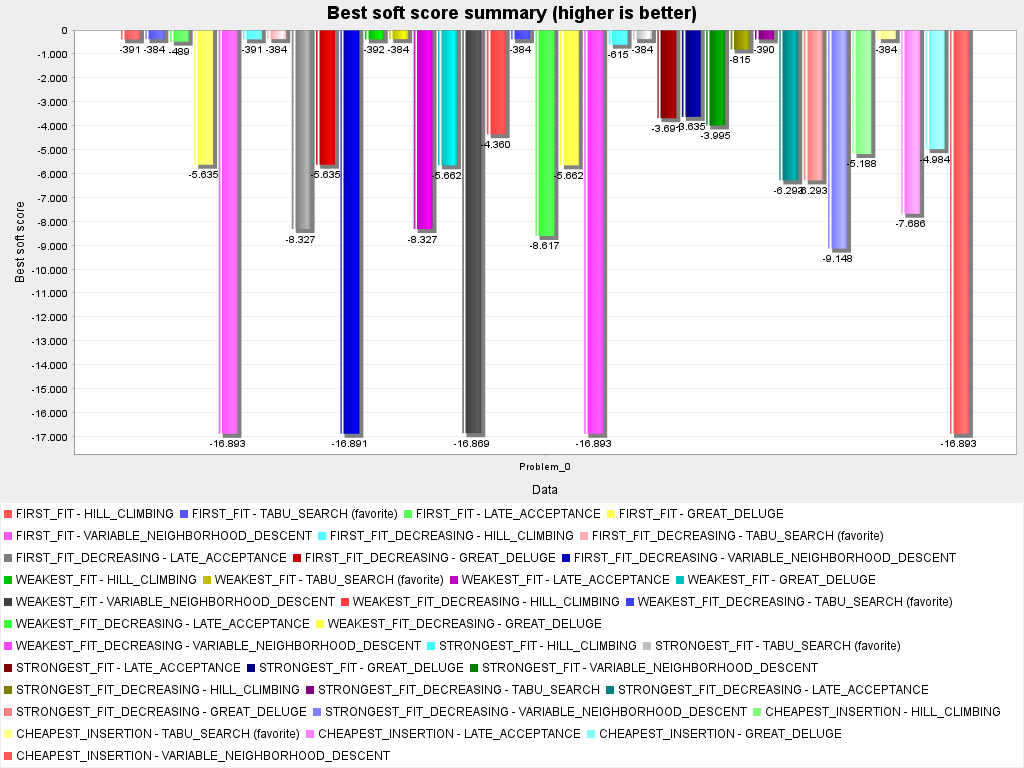 Best soft score summary (higher is better)
0
-1.000
-2.000
-3.000
-4.000
-5.000
-6.000
-7.000
-8.000
-9.000
-10.000
-11.000
-12.000
-13.000
-14.000
-15.000
-16.000
-17.000
Best soft score
-391 -384 -489 -5.635 -16.893 -391 -384 -8.327 -5.635 -16.891 -392 -384 -8.327 -5.662 -16.869 -4.360 -384 -8.617 -5.662 -16.893 -615 -384 -3.691 -3.635 -3.995 -815 -390 -6.293 -6.293 -9.148 -5.188 -384 -7.686 -4.984 -16.893
Problem_0
Data
FIRST_FIT - HILL_CLIMBING FIRST_FIT - TABU_SEARCH (favorite) FIRST_FIT - LATE_ACCEPTANCE FIRST_FIT - GREAT_DELUGE
FIRST_FIT - VARIABLE_NEIGHBORHOOD_DESCENT FIRST_FIT_DECREASING - HILL_CLIMBING FIRST_FIT_DECREASING - TABU_SEARCH (favorite)
FIRST_FIT_DECREASING - LATE_ACCEPTANCE FIRST_FIT_DECREASING - GREAT_DELUGE FIRST_FIT_DECREASING - VARIABLE_NEIGHBORHOOD_DESCENT
WEAKEST_FIT - HILL_CLIMBING WEAKEST_FIT - TABU_SEARCH (favorite) WEAKEST_FIT - LATE_ACCEPTANCE WEAKEST_FIT - GREAT_DELUGE
WEAKEST_FIT - VARIABLE_NEIGHBORHOOD_DESCENT WEAKEST_FIT_DECREASING - HILL_CLIMBING WEAKEST_FIT_DECREASING - TABU_SEARCH (favorite)
WEAKEST_FIT_DECREASING - LATE_ACCEPTANCE WEAKEST_FIT_DECREASING - GREAT_DELUGE
WEAKEST_FIT_DECREASING - VARIABLE_NEIGHBORHOOD_DESCENT STRONGEST_FIT - HILL_CLIMBING STRONGEST_FIT - TABU_SEARCH (favorite)
STRONGEST_FIT - LATE_ACCEPTANCE STRONGEST_FIT - GREAT_DELUGE STRONGEST_FIT - VARIABLE_NEIGHBORHOOD_DESCENT
STRONGEST_FIT_DECREASING - HILL_CLIMBING STRONGEST_FIT_DECREASING - TABU_SEARCH STRONGEST_FIT_DECREASING - LATE_ACCEPTANCE
STRONGEST_FIT_DECREASING - GREAT_DELUGE STRONGEST_FIT_DECREASING - VARIABLE_NEIGHBORHOOD_DESCENT CHEAPEST_INSERTION - HILL_CLIMBING
CHEAPEST_INSERTION - TABU_SEARCH (favorite) CHEAPEST_INSERTION - LATE_ACCEPTANCE CHEAPEST_INSERTION - GREAT_DELUGE
CHEAPEST_INSERTION - VARIABLE_NEIGHBORHOOD_DESCENT